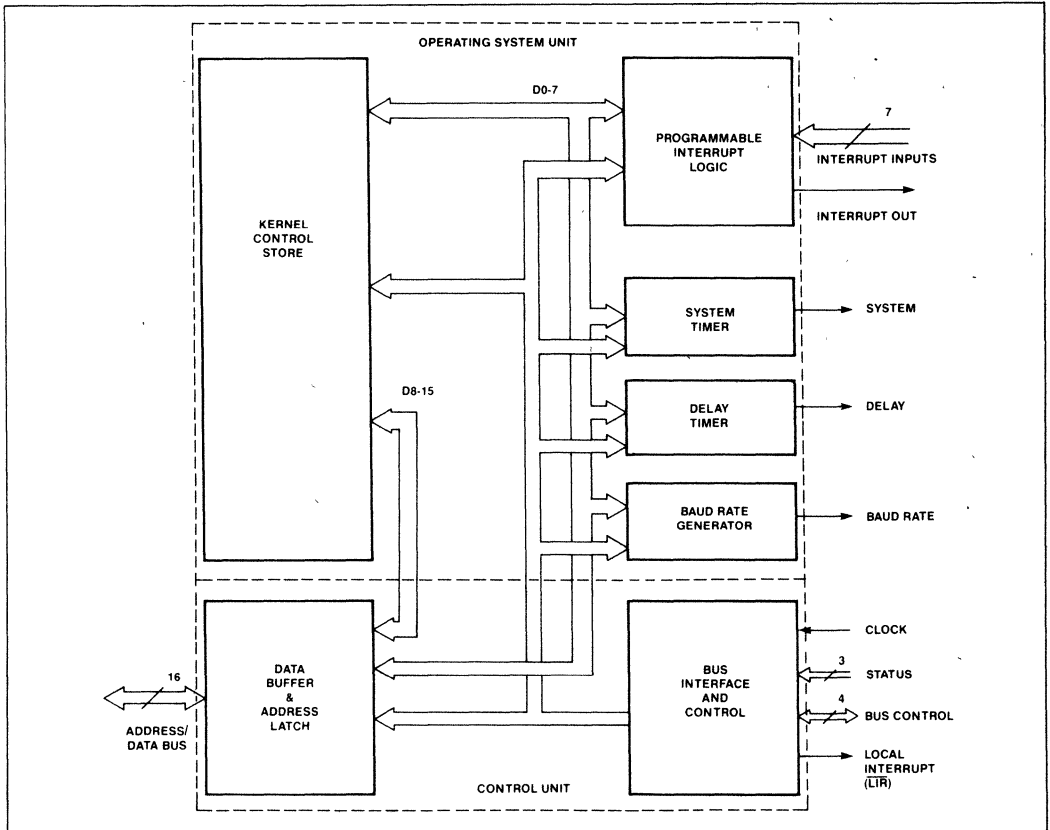 OPERATING SYSTEM UNIT
D0-7
KERNEL
CONTROL
STORE
PROGRAMMABLE
INTERRUPT
LOGIC
7
INTERRUPT INPUTS
INTERRUPT OUT
SYSTEM
TIMER
SYSTEM
D8-15
DELAY
TIMER
DELAY
BAUD RATE
GENERATOR
BAUD RATE
16
ADDRESS/
DATA BUS
DATA
BUFFER
&
ADDRESS
LATCH
BUS
INTERFACE
AND
CONTROL
CLOCK
3
STATUS
4
BUS CONTROL
LOCAL
INTERRUPT
(L̅I̅R̅)
CONTROL UNIT